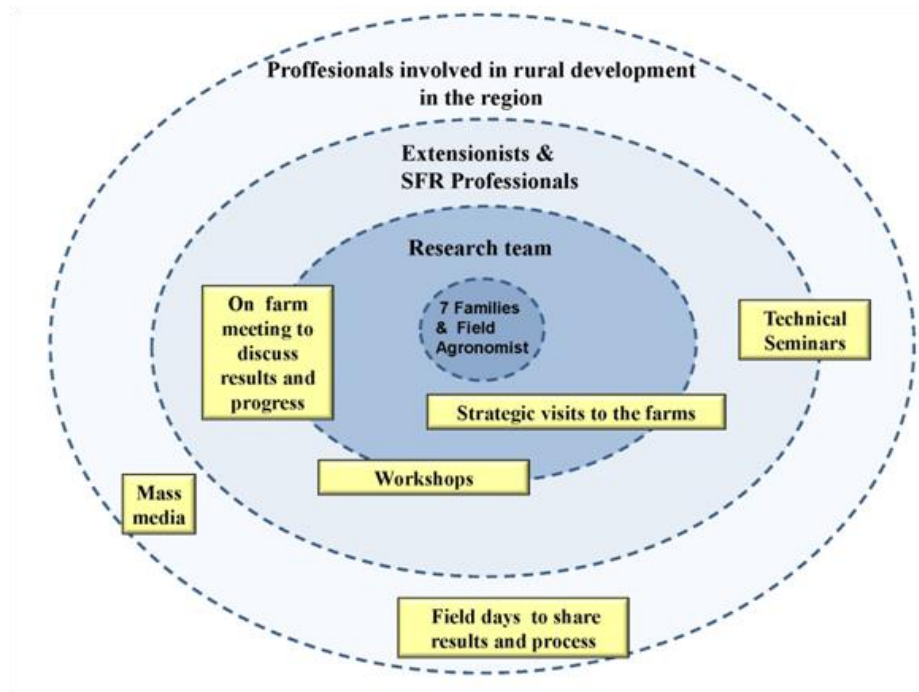 Proffesionals involved in rural development
in the region
Extensionists &
SFR Professionals
Research team
7 Families
& Field
Agronomist
On farm
meeting to
discuss
results and
progress
Technical
Seminars
Strategic visits to the farms
Workshops
Mass
media
Field days to share
results and process